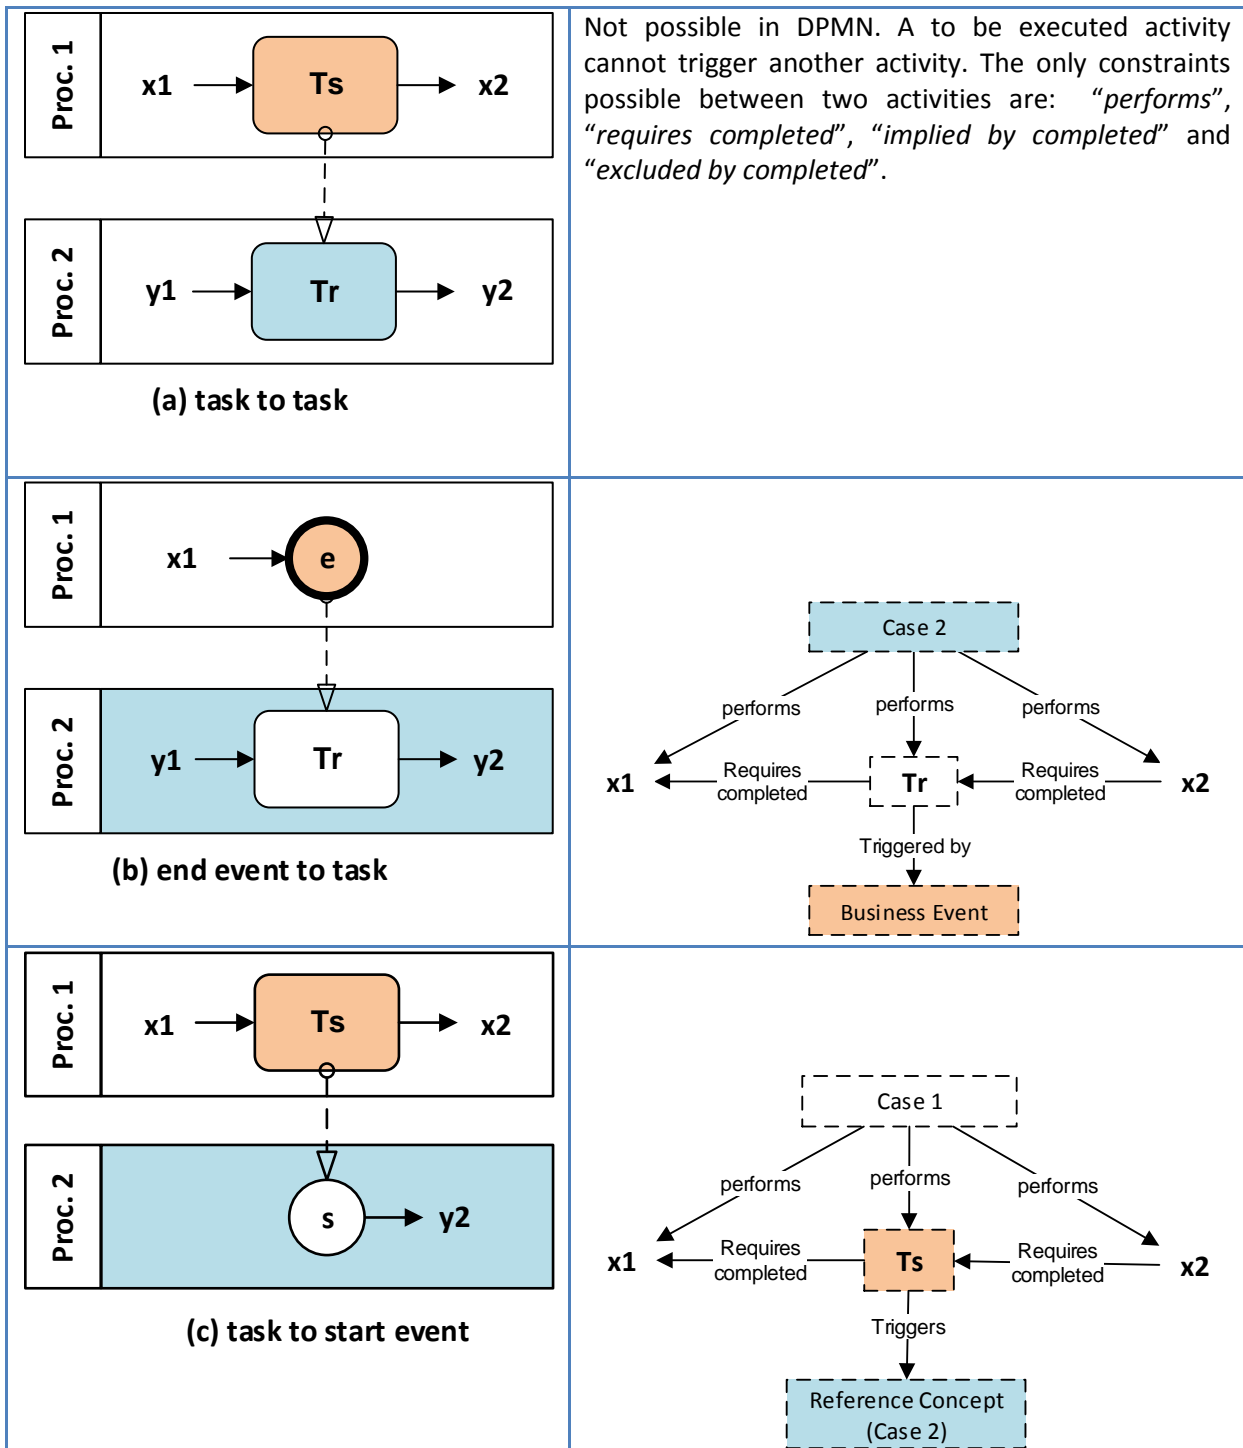 Proc. 1
x1
Ts
x2
Proc. 2
y1
Tr
y2
(a) task to task
Not possible in DPMN. A to be executed activity
cannot trigger another activity. The only constraints
possible between two activities are: “performs”,
“requires completed”, “implied by completed” and
“excluded by completed”.
Proc. 1
x1
e
Proc. 2
y1
Tr
y2
(b) end event to task
Case 2
performs
performs
performs
x1
Requires
completed
Tr
Requires
completed
x2
Triggered by
Business Event
Proc. 1
x1
Ts
x2
Proc. 2
s
y2
(c) task to start event
Case 1
performs
performs
performs
x1
Requires
completed
Ts
Requires
completed
x2
Triggers
Reference Concept
(Case 2)